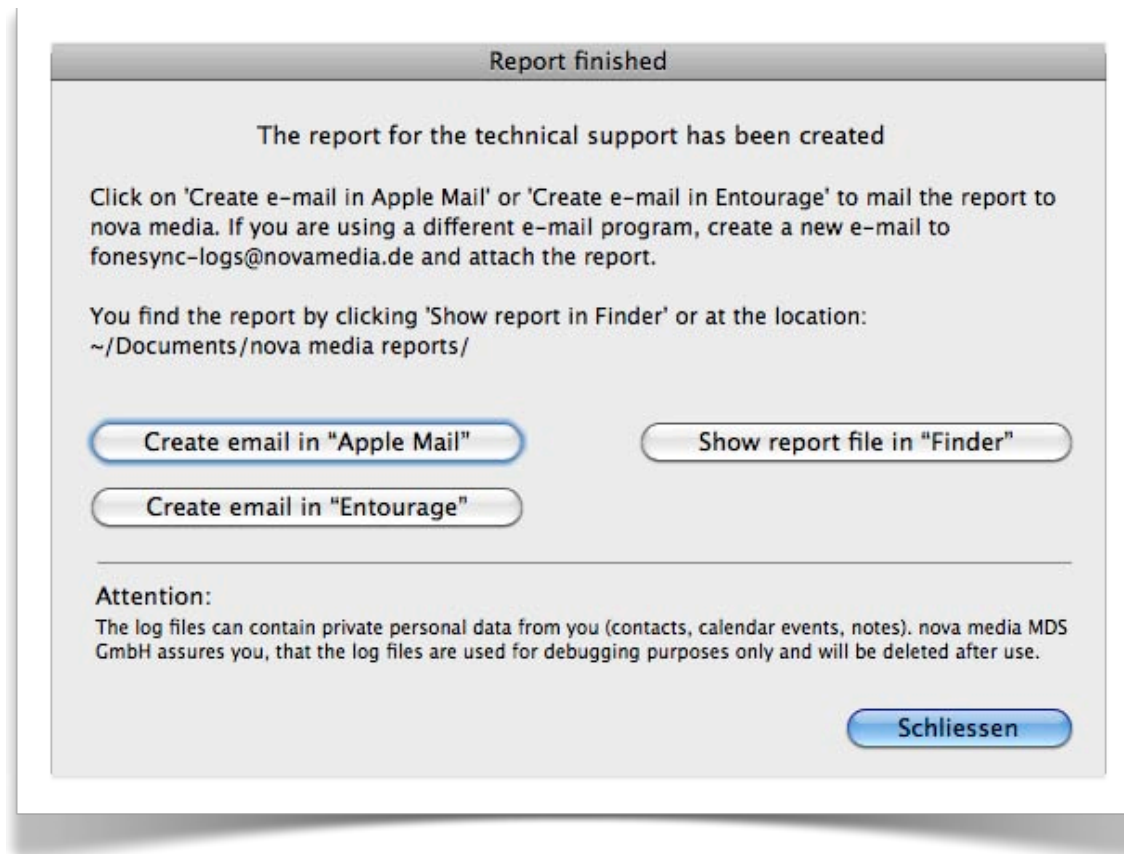 Report finished
The report for the technical support has been created
Click on 'Create e-mail in Apple Mail' or 'Create e-mail in Entourage' to mail the report to
nova media. If you are using a different e-mail program, create a new e-mail to
fonesync-logs@novamedia.de and attach the report.
You find the report by clicking 'Show report in Finder' or at the location:
~/Documents/nova media reports/
Create email in “Apple Mail”
Show report file in “Finder”
Create email in “Entourage”
Attention:
The log files can contain private personal data from you (contacts, calendar events, notes). nova media MDS
GmbH assures you, that the log files are used for debugging purposes only and will be deleted after use.
Schliessen